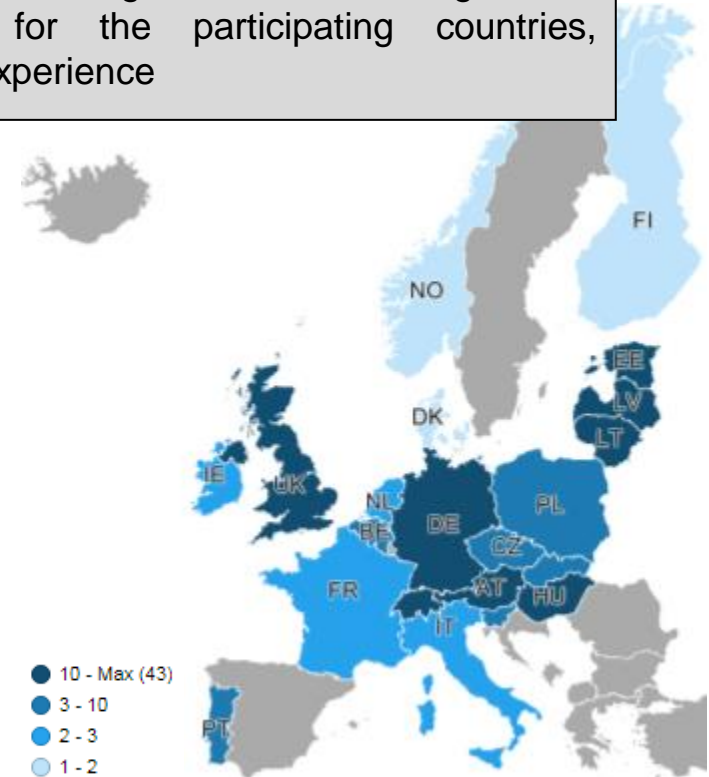 for the participating countries,
xperience
FI
NO
EE
LV
DK
LT
IE
UK
NL
PL
BE
DE
CZ
AT
HU
FR
IT
10 - Max (43)
3 - 10
PT
2 - 3
1 - 2